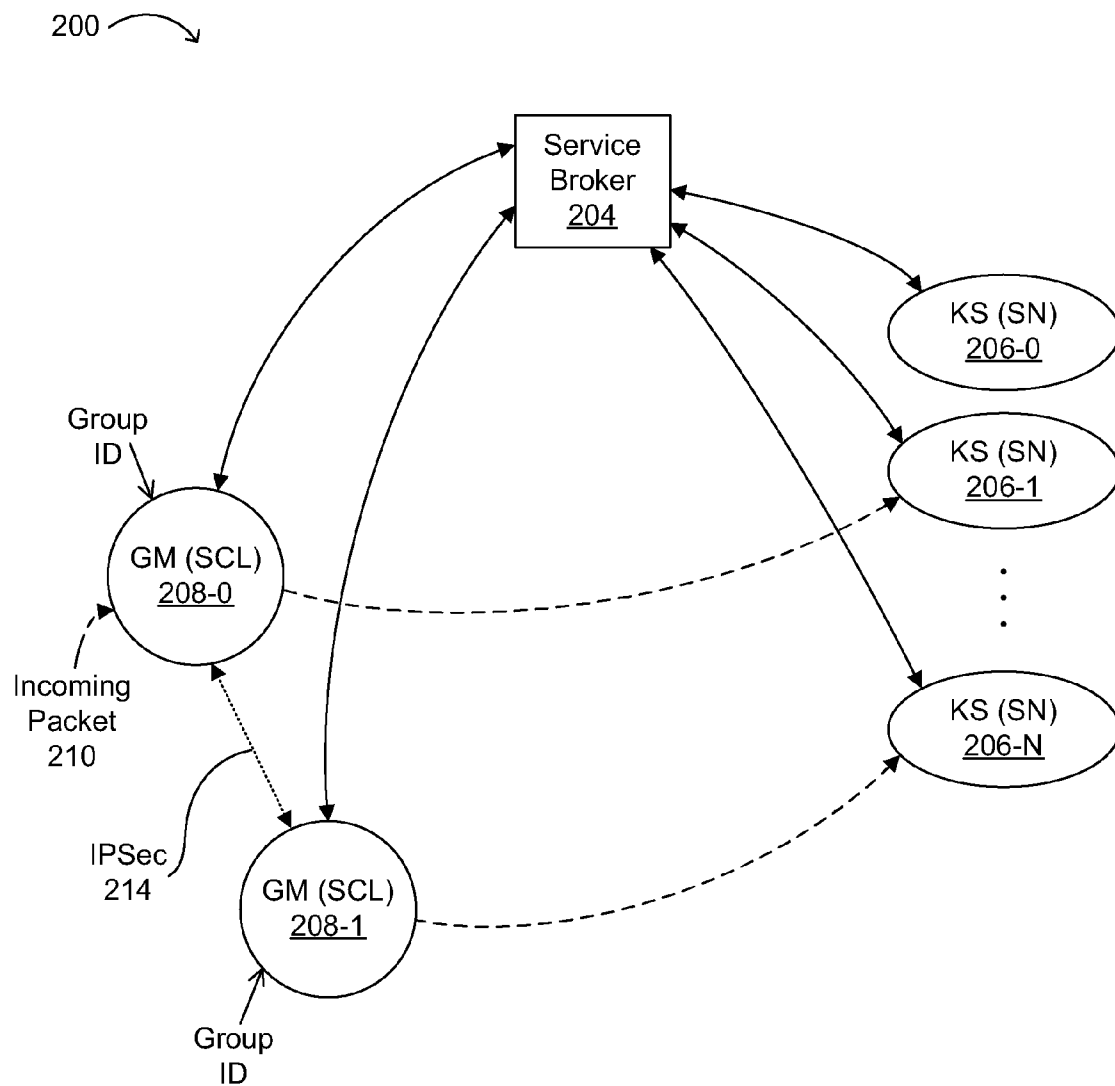 200
Service
Broker
204
KS (SN)
206-0
KS (SN)
206-1
Group
ID
GM (SCL)
208-0
Incoming
Packet
210
KS (SN)
206-N
IPSec
214
GM (SCL)
208-1
Group
ID